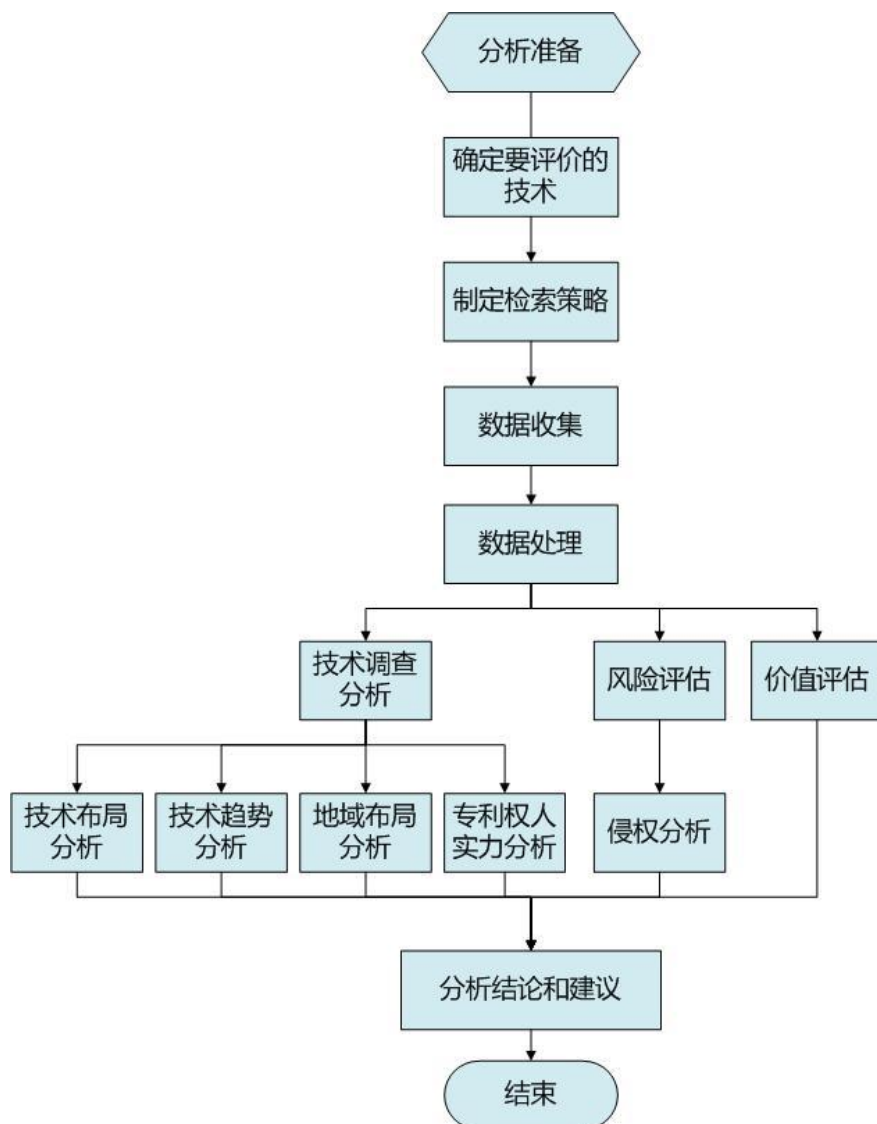 分析准备
确定要评价的
技术
制定检索策略
数据收集
数据处理
技术调查
分析
风险评估
价值评估
技术布局
分析
技术趋势
分析
地域布局
分析
专利权人
实力分析
侵权分析
分析结论和建议
结束